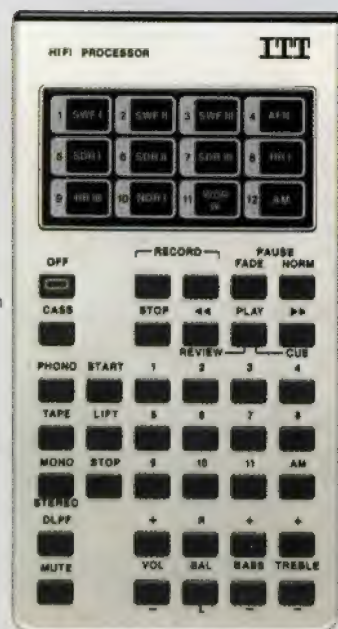 HIFI PROCESSOR ITT
1 SWF I 2 SWF II 3 SWF III 4
5 SDR I 6 SDR II 7 SDR III 8 HR I
9 HR III 10 NDR I 11 WDR 12 AM
RECORD PAUSE
OFF FADE NORM
CASS STOP ◀◀ PLAY ▶▶
REVIEW CUE
PHONO START 1 2 3 4
TAPE LIFT 5 6 7 8
MONO STOP 9 10 11 AM
STEREO
DLPF + R + +
MUTE VOL BAL BASS TREBLE
− L − −